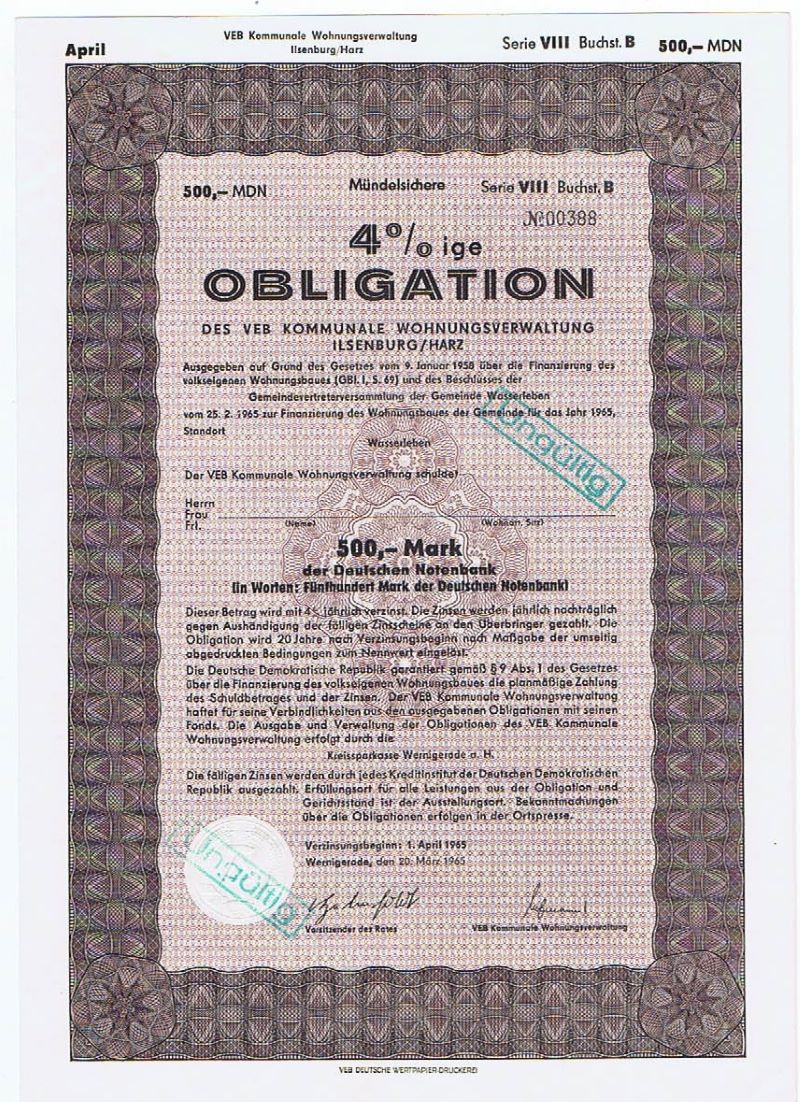 April
VEB Kommunale Wohnungsverwaltung
Ilsenburg/Harz
Serie VIII Buchst. B 500,– MDN
500,– MDN Mündelsichere Serie VIII Buchst. B
№ 00388
4% ige
OBLIGATION
DES VEB KOMMUNALE WOHNUNGSVERWALTUNG
ILSENBURG/HARZ
Ausgegeben auf Grund des Gesetzes vom 9. Januar 1958 über die Finanzierung des
volkseigenen Wohnungsbaues (GBl. I, S. 69) und des Beschlusses der
Gemeindevertreterversammlung der Gemeinde Wasserleben
vom 25. 2. 1965 zur Finanzierung des Wohnungsbaues der Gemeinde für das Jahr 1965,
Standort
Wasserleben
Ungültig
Der VEB Kommunale Wohnungsverwaltung schuldet
Herrn
Frau
Frl.
(Name) (Wohnort, Sitz)
500,– Mark
der Deutschen Notenbank
(in Worten: Fünfhundert Mark der Deutschen Notenbank)
Dieser Betrag wird mit 4% jährlich verzinst. Die Zinsen werden jährlich nachträglich
gegen Aushändigung der fälligen Zinsscheine an den Überbringer gezahlt. Die
Obligation wird 20 Jahre nach Verzinsungsbeginn nach Maßgabe der umseitig
abgedruckten Bedingungen zum Nennwert eingelöst.
Die Deutsche Demokratische Republik garantiert gemäß § 9 Abs. 1 des Gesetzes
über die Finanzierung des volkseigenen Wohnungsbaues die planmäßige Zahlung
des Schuldbetrages und der Zinsen. Der VEB Kommunale Wohnungsverwaltung
haftet für seine Verbindlichkeiten aus den ausgegebenen Obligationen mit seinen
Fonds. Die Ausgabe und Verwaltung der Obligationen des VEB Kommunale
Wohnungsverwaltung erfolgt durch die
Kreissparkasse Wernigerode a. H.
Die fälligen Zinsen werden durch jedes Kreditinstitut der Deutschen Demokratischen
Republik ausgezahlt. Erfüllungsort für alle Leistungen aus der Obligation und
Gerichtsstand ist der Ausstellungsort. Bekanntmachungen
über die Obligationen erfolgen in der Ortspresse.
Verzinsungsbeginn: 1. April 1965
Wernigerode, den 20. März 1965
Ungültig
Vorsitzender des Rates VEB Kommunale Wohnungsverwaltung
VEB DEUTSCHE WERTPAPIER-DRUCKEREI